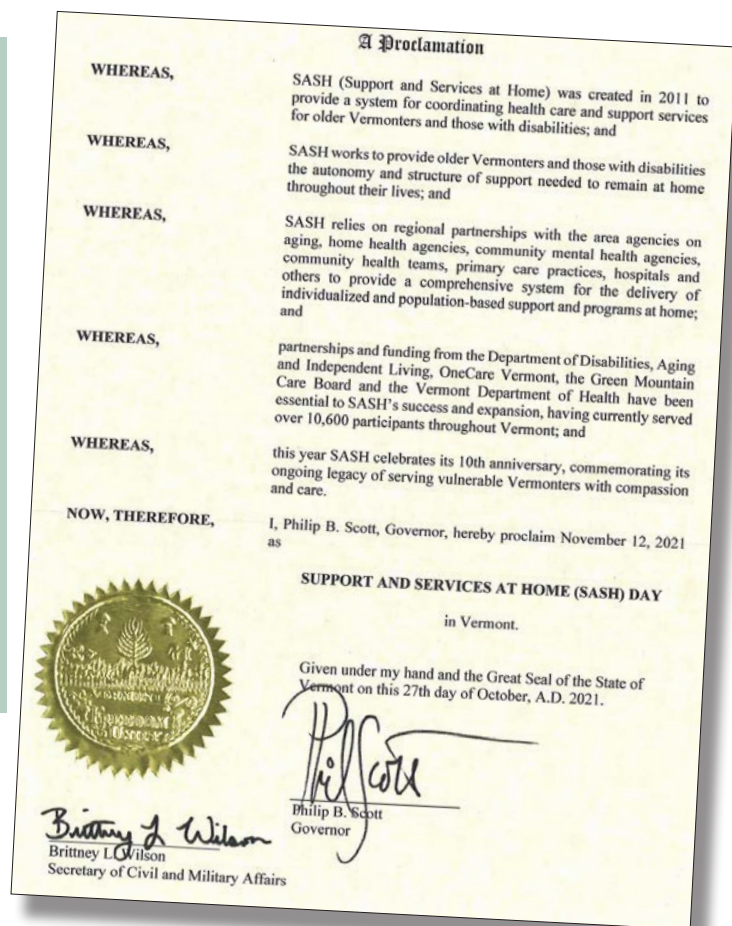 A Proclamation
WHEREAS,
SASH (Support and Services at Home) was created in 2011 to
provide a system for coordinating health care and support services
for older Vermonters and those with disabilities; and
WHEREAS,
SASH works to provide older Vermonters and those with disabilities
the autonomy and structure of support needed to remain at home
throughout their lives; and
WHEREAS,
SASH relies on regional partnerships with the area agencies on
aging, home health agencies, community mental health agencies,
community health teams, primary care practices, hospitals and
others to provide a comprehensive system for the delivery of
individualized and population-based support and programs at home;
and
WHEREAS,
partnerships and funding from the Department of Disabilities, Aging
and Independent Living, OneCare Vermont, the Green Mountain
Care Board and the Vermont Department of Health have been
essential to SASH's success and expansion, having currently served
over 10,600 participants throughout Vermont; and
WHEREAS,
this year SASH celebrates its 10th anniversary, commemorating its
ongoing legacy of serving vulnerable Vermonters with compassion
and care.
NOW, THEREFORE,
I, Philip B. Scott, Governor, hereby proclaim November 12, 2021
as
SUPPORT AND SERVICES AT HOME (SASH) DAY
in Vermont.
Given under my hand and the Great Seal of the State of
Vermont on this 27th day of October, A.D. 2021.
VERMONT
FREEDOM
UNITY
Phil Scott
Philip B. Scott
Governor
Brittney L Wilson
Brittney L. Wilson
Secretary of Civil and Military Affairs